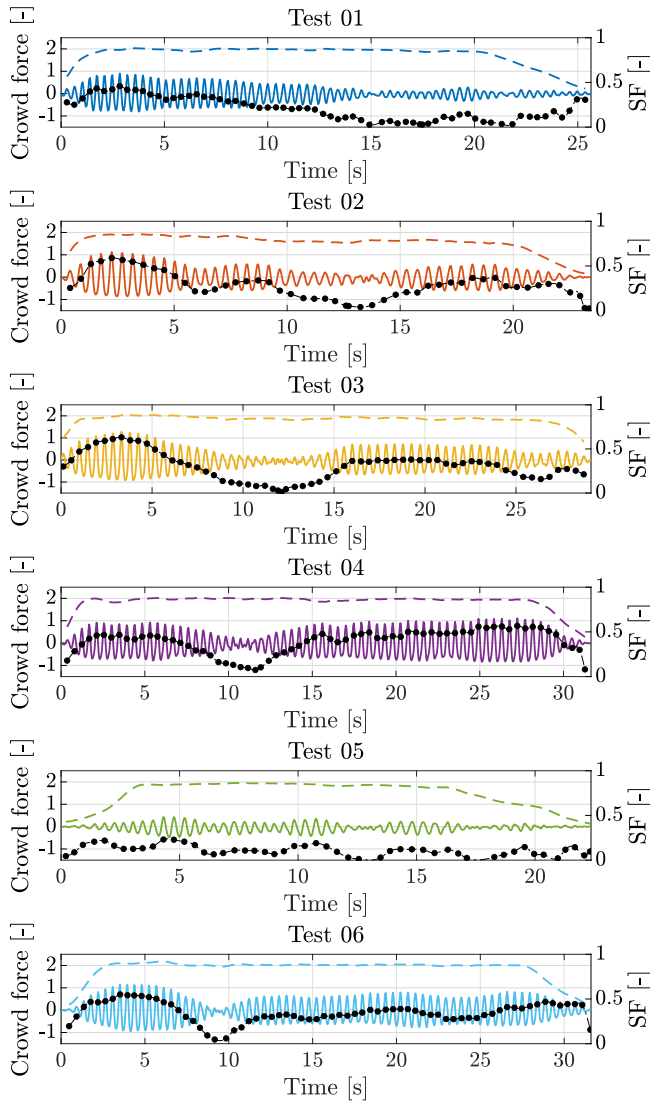 Test 01
Crowd force [-]
2
1
0
-1
1
0.5
0
SF [-]
0 5 10 15 20 25
Time [s]
Test 02
Crowd force [-]
2
1
0
-1
1
0.5
0
SF [-]
0 5 10 15 20
Time [s]
Test 03
Crowd force [-]
2
1
0
-1
1
0.5
0
SF [-]
0 5 10 15 20 25
Time [s]
Test 04
Crowd force [-]
2
1
0
-1
1
0.5
0
SF [-]
0 5 10 15 20 25 30
Time [s]
Test 05
Crowd force [-]
2
1
0
-1
1
0.5
0
SF [-]
0 5 10 15 20
Time [s]
Test 06
Crowd force [-]
2
1
0
-1
1
0.5
0
SF [-]
0 5 10 15 20 25 30
Time [s]